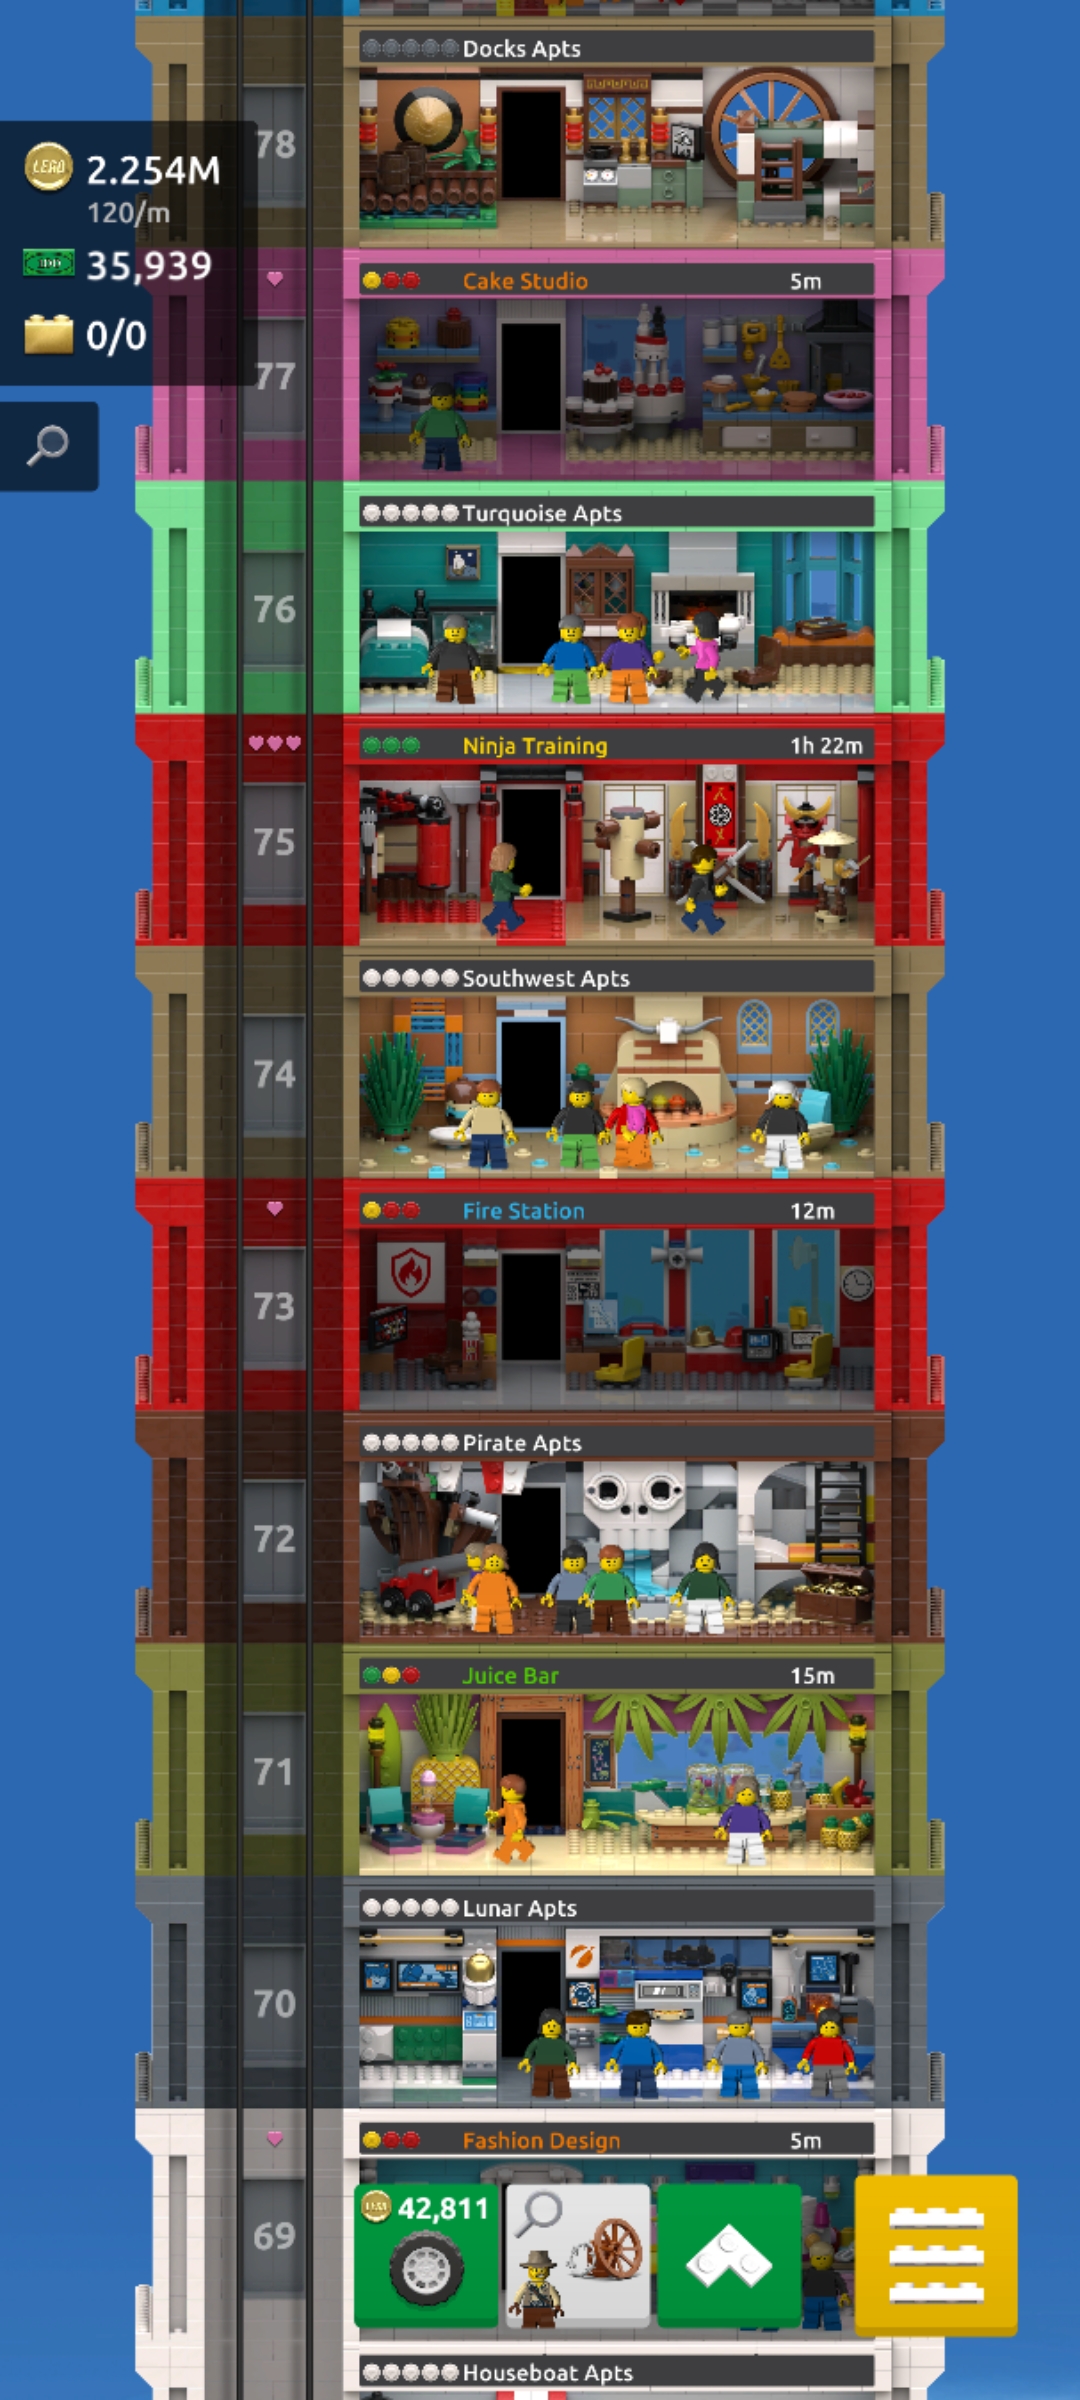 Docks Apts
78
LEGO 2.254M
120/m
35,939
Cake Studio 5m
0/0
77
Turquoise Apts
76
Ninja Training 1h 22m
75
Southwest Apts
74
Fire Station 12m
73
Pirate Apts
72
Juice Bar 15m
71
Lunar Apts
70
Fashion Design 5m
42,811
69
Houseboat Apts